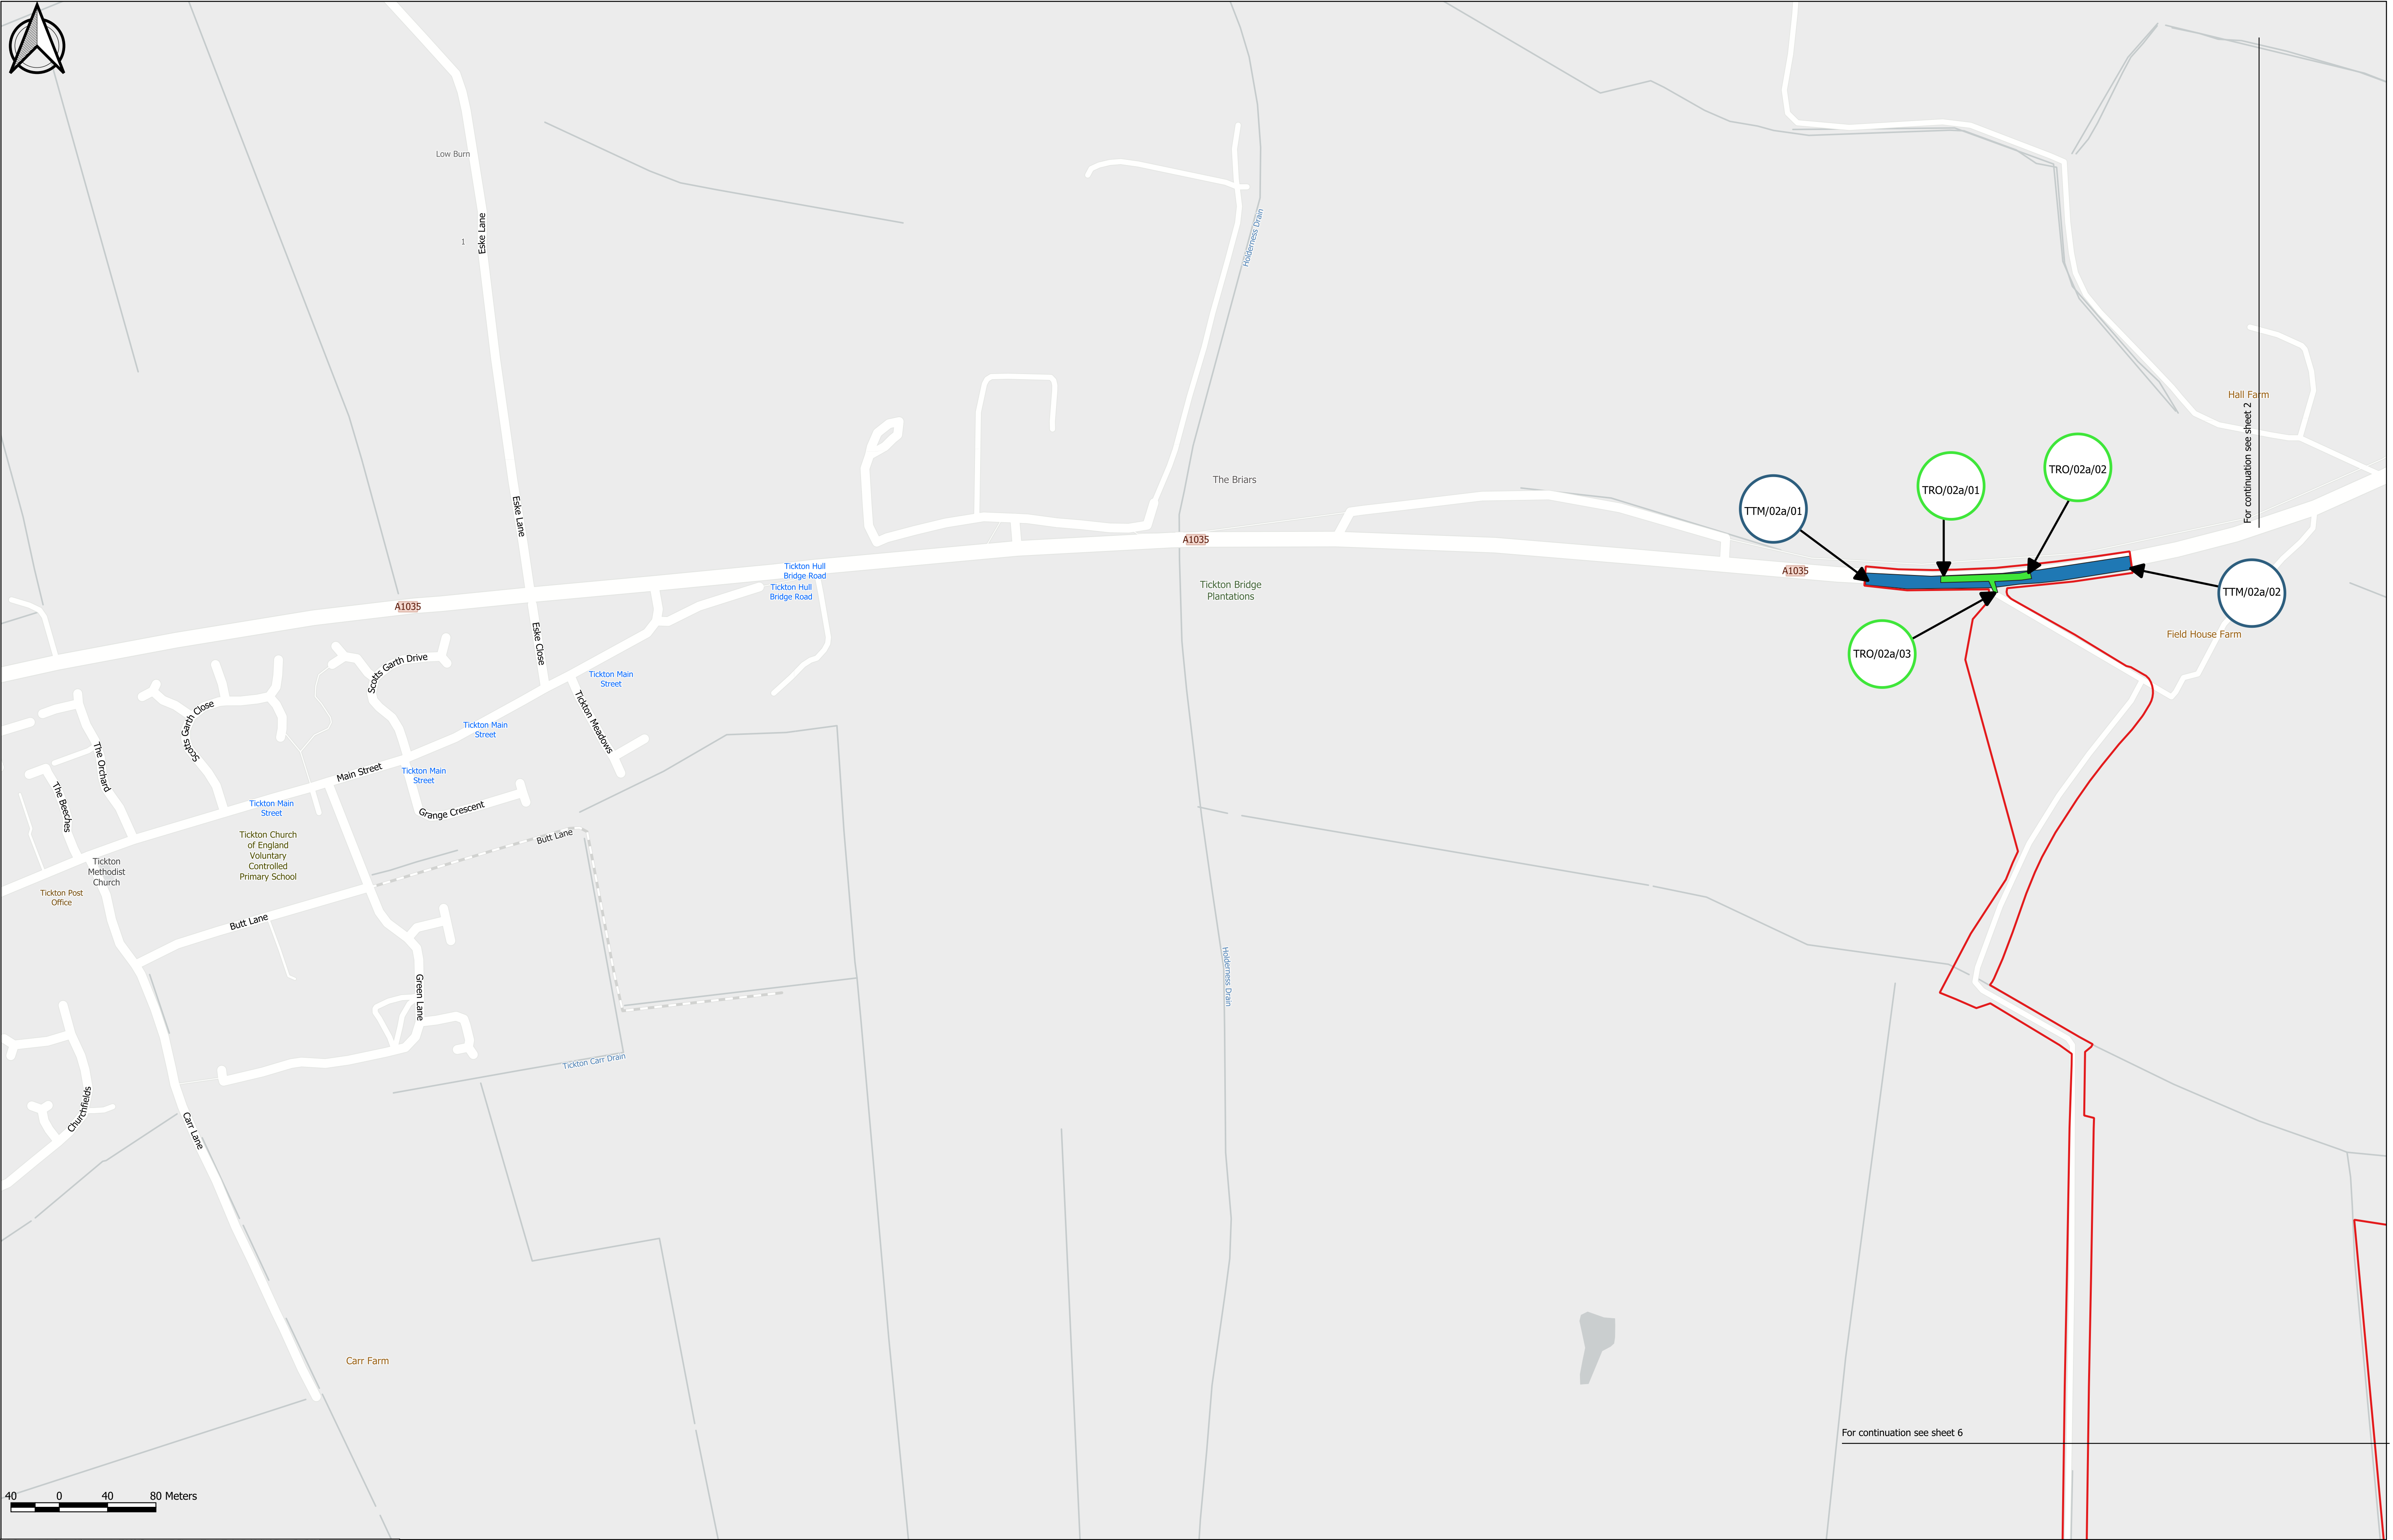 Low Burn
1
Eske Lane
Holderness Drain
Hall Farm
For continuation see sheet 2
TRO/02a/02
The Briars
TRO/02a/01
TTM/02a/01
Eske Lane
A1035
Tickton Hull
Bridge Road
Tickton Hull
Bridge Road
A1035
Tickton Bridge
Plantations
TTM/02a/02
A1035
Eske Close
Field House Farm
TRO/02a/03
Scotts Garth Drive
Tickton Main
Street
Tickton Meadows
Scotts Garth Close
Tickton Main
Street
The Orchard
Main Street
Tickton Main
Street
The Beeches
Tickton Main
Street
Grange Crescent
Butt Lane
Tickton Church
of England
Voluntary
Controlled
Primary School
Tickton
Methodist
Church
Tickton Post
Office
Butt Lane
Green Lane
Holderness Drain
Tickton Carr Drain
Churchfields
Carr Lane
Carr Farm
For continuation see sheet 6
40 0 40 80 Meters